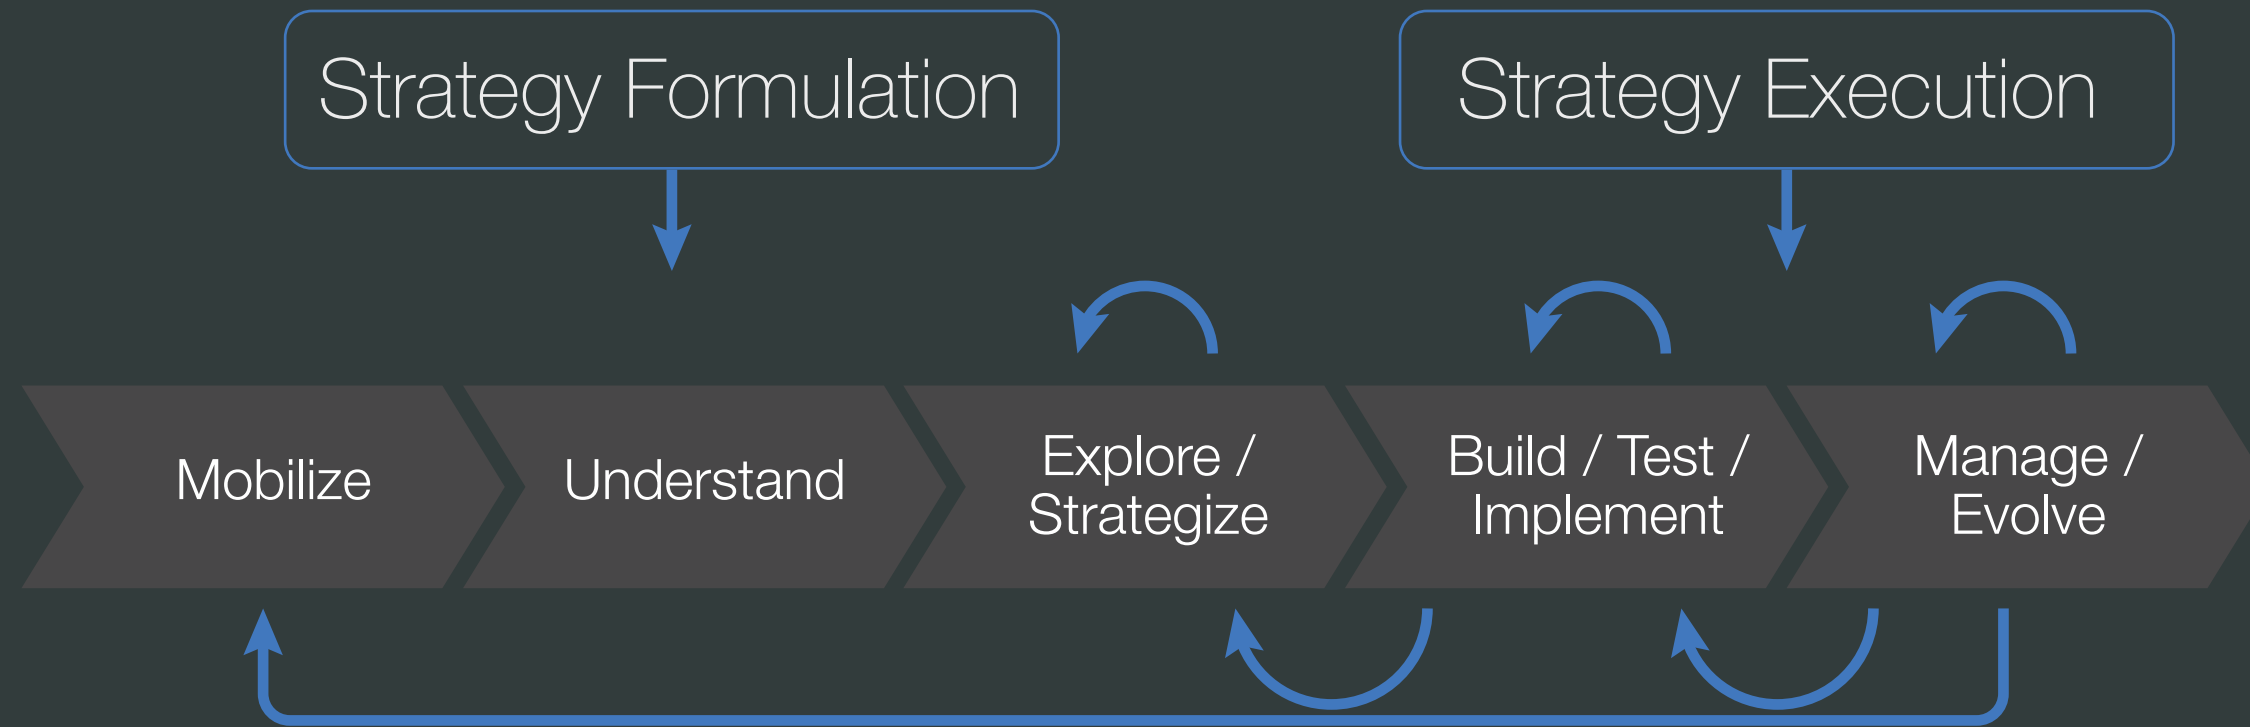 Strategy Formulation
Strategy Execution
Mobilize
Understand
Explore /
Strategize
Build / Test /
Implement
Manage /
Evolve